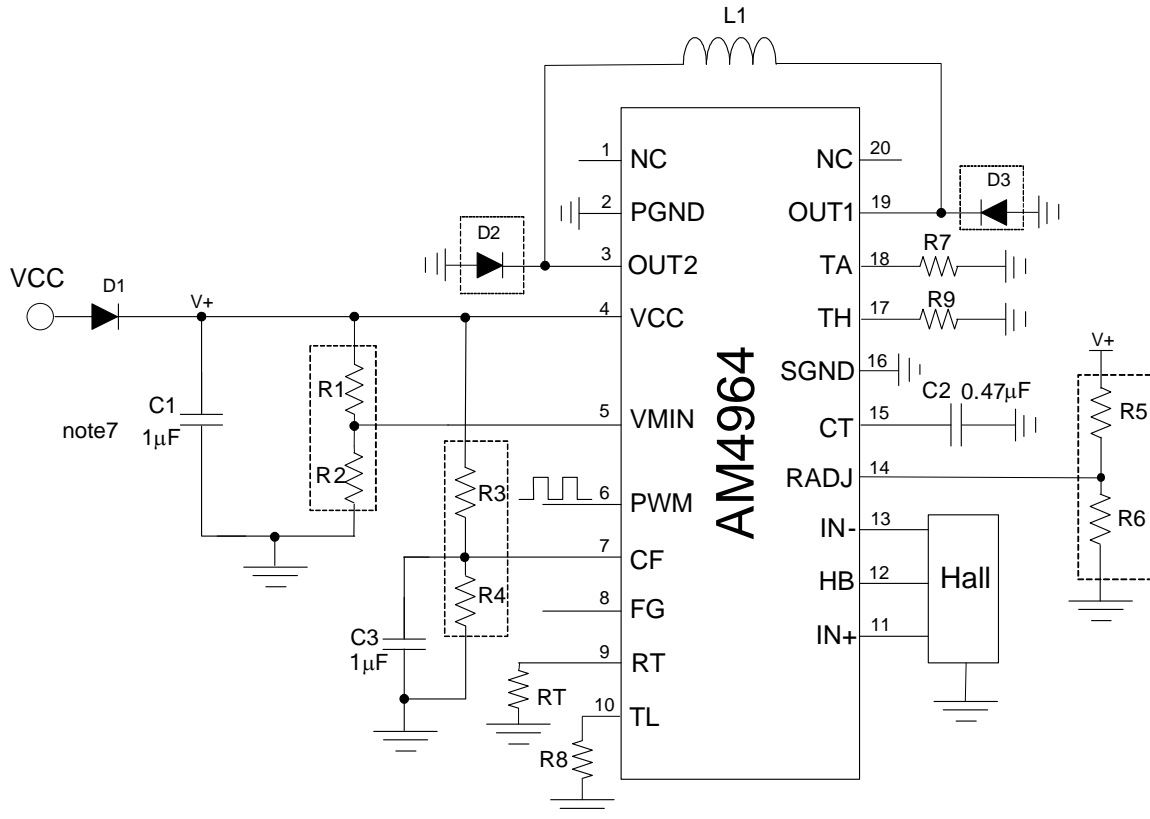 L1
1
NC
NC
20
2
PGND
OUT1
19
D3
D2
3
OUT2
TA
18
R7
VCC
D1
V+
4
VCC
TH
17
R9
SGND
16
V+
C1
1μF
note7
R1
5
VMIN
CT
15
C2
0.47μF
R5
R2
R3
6
PWM
RADJ
14
R6
AM4964
7
CF
IN-
13
R4
8
FG
HB
12
Hall
C3
1μF
IN+
11
9
RT
RT
10
TL
R8